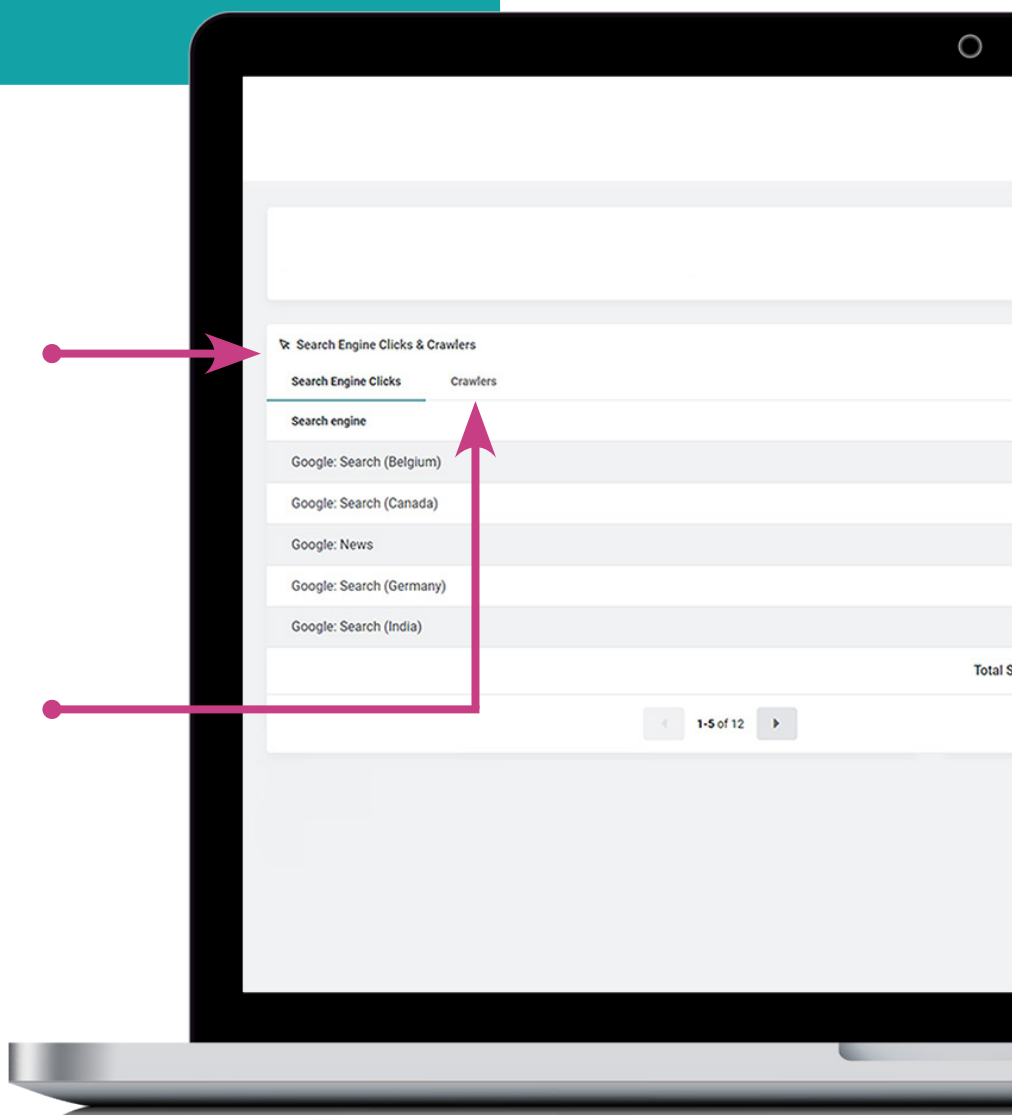 Search Engine Clicks & Crawlers
Search Engine Clicks Crawlers
Search engine
Google: Search (Belgium)
Google: Search (Canada)
Google: News
Google: Search (Germany)
Google: Search (India)
Total S
1-5 of 12